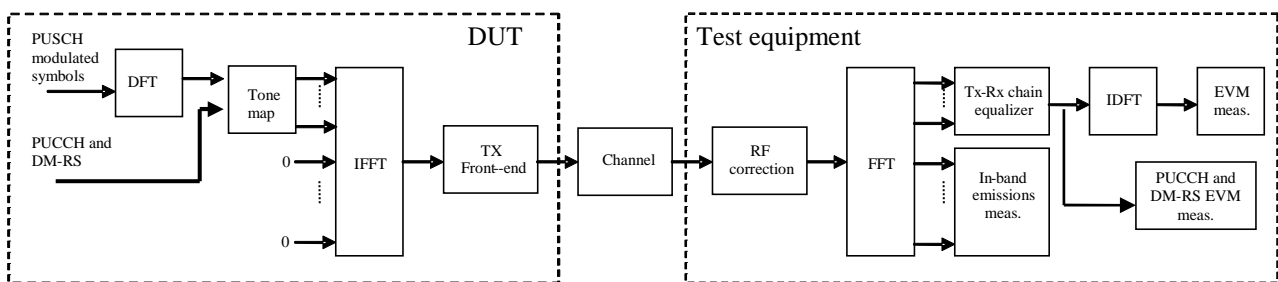 DUT
PUSCH
modulated
symbols
DFT
PUCCH and
DM-RS
Tone
map
0
0
IFFT
TX
Front--end
Channel
Test equipment
RF
correction
FFT
Tx-Rx chain
equalizer
IDFT
EVM
meas.
In-band
emissions
meas.
PUCCH and
DM-RS EVM
meas.